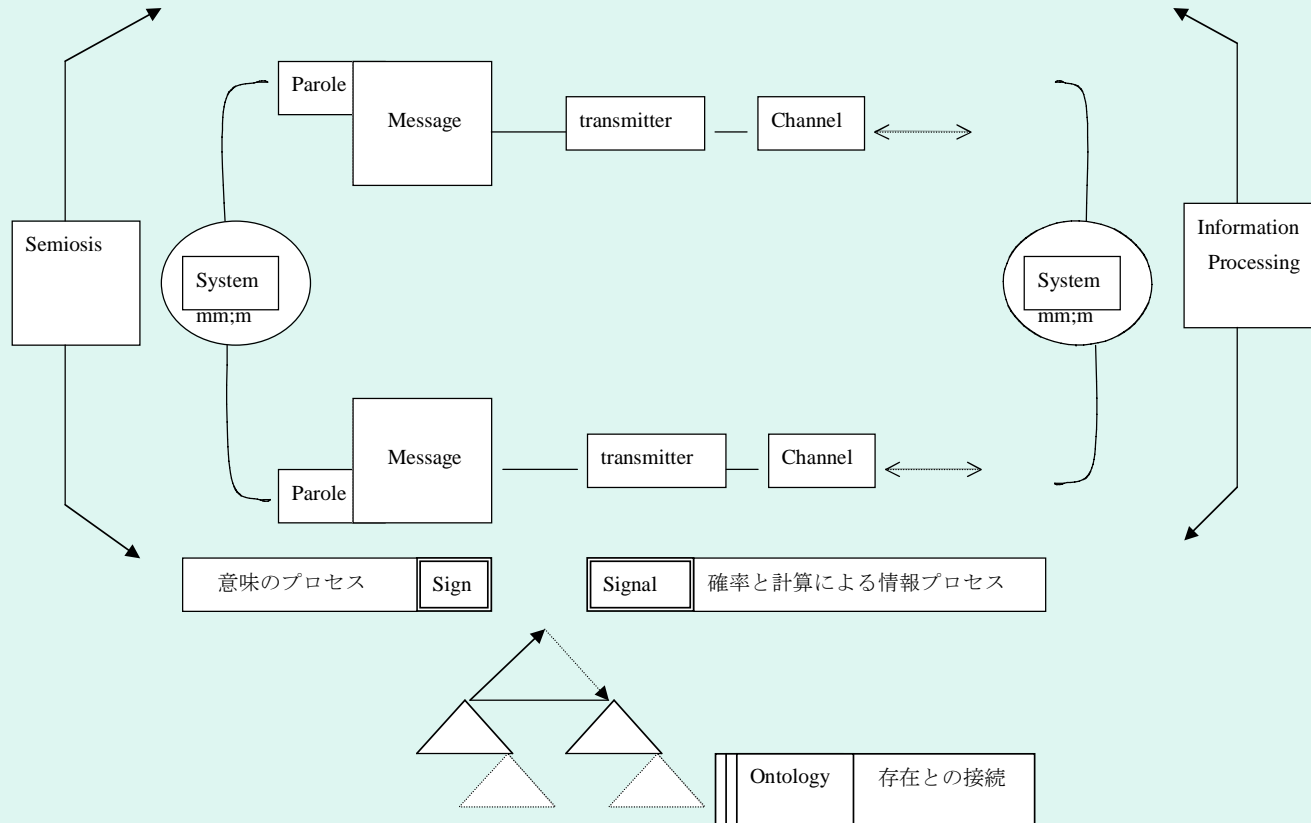 Parole
Message
transmitter
Channel
Semiosis
System
mm;m
System
mm;m
Information
Processing
Message
Parole
transmitter
Channel
意味のプロセス
Sign
Signal
確率と計算による情報プロセス
Ontology
存在との接続